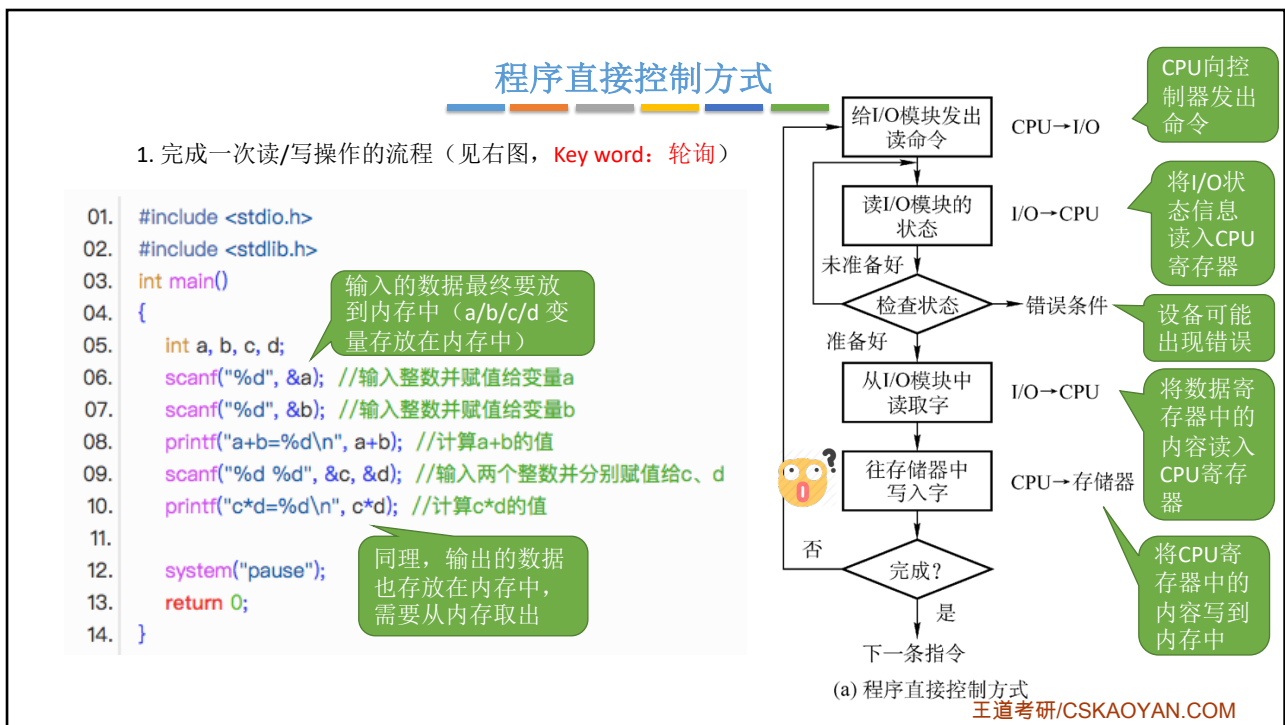 程序直接控制方式
1. 完成一次读/写操作的流程（见右图，Key word：轮询）
01. #include <stdio.h>
02. #include <stdlib.h>
03. int main()
04. {
05. int a, b, c, d;
06. scanf("%d", &a); //输入整数并赋值给变量a
07. scanf("%d", &b); //输入整数并赋值给变量b
08. printf("a+b=%d\n", a+b); //计算a+b的值
09. scanf("%d %d", &c, &d); //输入两个整数并分别赋值给c、d
10. printf("c*d=%d\n", c*d); //计算c*d的值
11.
12. system("pause");
13. return 0;
14. }
输入的数据最终要放
到内存中（a/b/c/d 变
量存放在内存中）
同理，输出的数据
也存放在内存中，
需要从内存取出
给I/O模块发出
读命令
CPU→I/O
CPU向控
制器发出
命令
读I/O模块的
状态
I/O→CPU
将I/O状
态信息
读入CPU
寄存器
未准备好
检查状态
错误条件
设备可能
出现错误
准备好
从I/O模块中
读取字
I/O→CPU
将数据寄
存器中的
内容读入
CPU寄存
器
往存储器中
写入字
CPU→存储器
将CPU寄
存器中的
内容写到
内存中
否
完成?
是
下一条指令
(a) 程序直接控制方式
王道考研/CSKAOYAN.COM